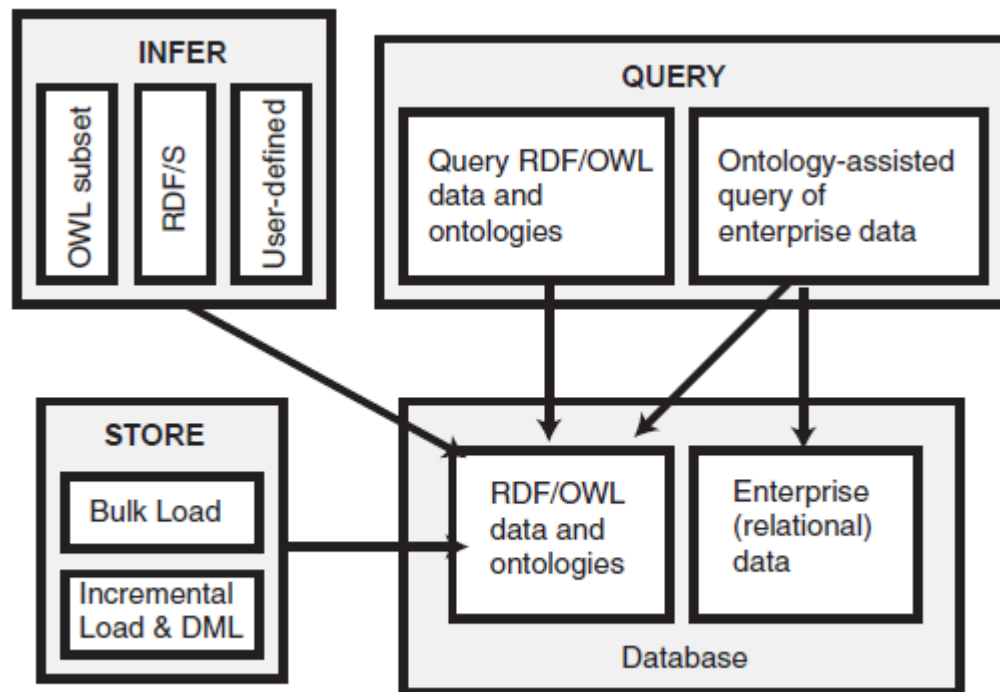 INFER
OWL subset
RDF/S
User-defined
QUERY
Query RDF/OWL
data and
ontologies
Ontology-assisted
query of
enterprise data
STORE
Bulk Load
Incremental
Load & DML
RDF/OWL
data and
ontologies
Enterprise
(relational)
data
Database